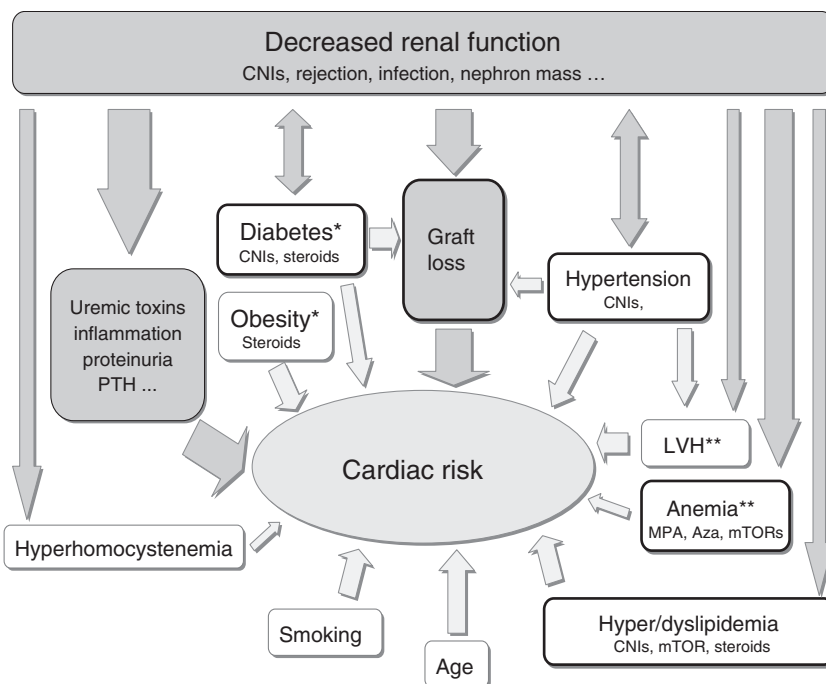 Decreased renal function
CNIs, rejection, infection, nephron mass ...
Diabetes*
CNIs, steroids
Graft
loss
Hypertension
CNIs,
Uremic toxins
inflammation
proteinuria
PTH ...
Obesity*
Steroids
Cardiac risk
LVH**
Anemia**
MPA, Aza, mTORs
Hyperhomocystenemia
Smoking
Age
Hyper/dyslipidemia
CNIs, mTOR, steroids